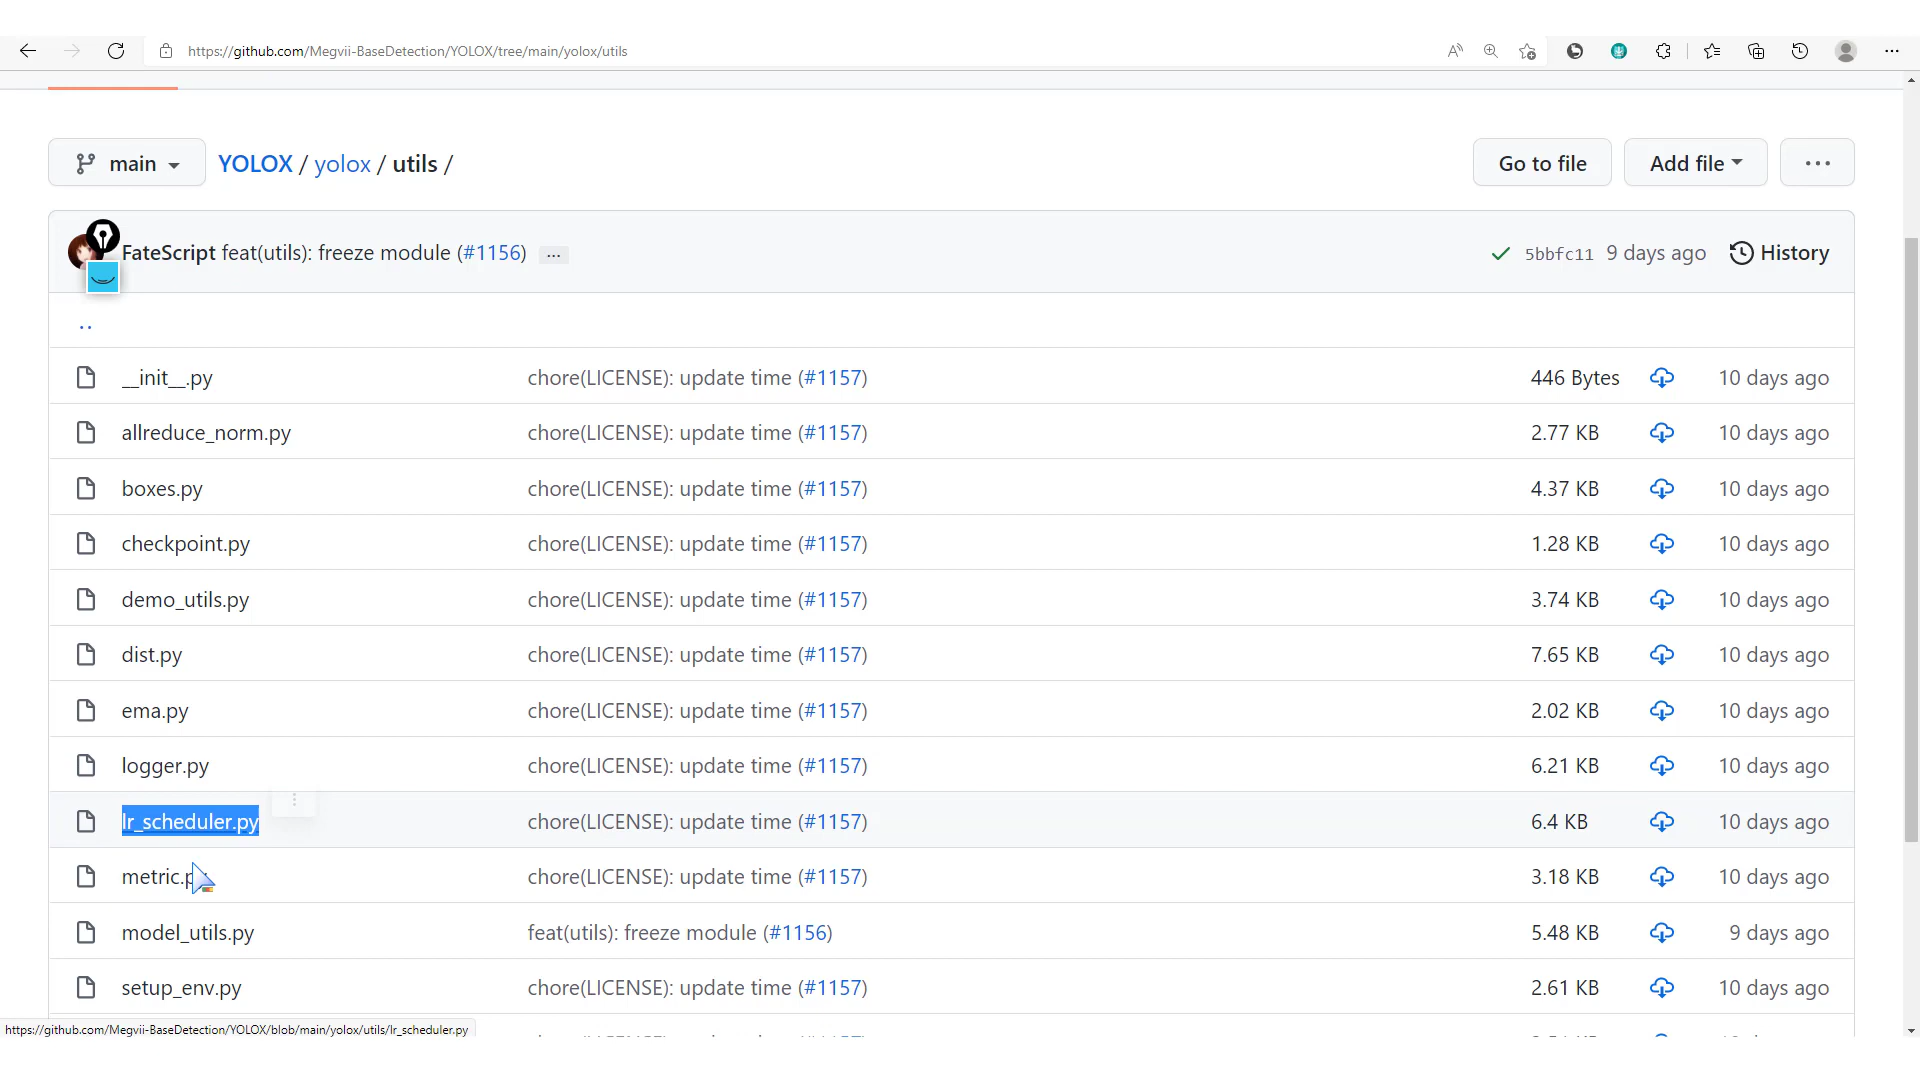 https://github.com/Megvii-BaseDetection/YOLOX/tree/main/yolox/utils
main YOLOX / yolox / utils / Go to file Add file ...
FateScript feat(utils): freeze module (#1156) ... 5bbfc11 9 days ago History
..
__init__.py chore(LICENSE): update time (#1157) 446 Bytes 10 days ago
allreduce_norm.py chore(LICENSE): update time (#1157) 2.77 KB 10 days ago
boxes.py chore(LICENSE): update time (#1157) 4.37 KB 10 days ago
checkpoint.py chore(LICENSE): update time (#1157) 1.28 KB 10 days ago
demo_utils.py chore(LICENSE): update time (#1157) 3.74 KB 10 days ago
dist.py chore(LICENSE): update time (#1157) 7.65 KB 10 days ago
ema.py chore(LICENSE): update time (#1157) 2.02 KB 10 days ago
logger.py chore(LICENSE): update time (#1157) 6.21 KB 10 days ago
lr_scheduler.py chore(LICENSE): update time (#1157) 6.4 KB 10 days ago
metric.py chore(LICENSE): update time (#1157) 3.18 KB 10 days ago
model_utils.py feat(utils): freeze module (#1156) 5.48 KB 9 days ago
setup_env.py chore(LICENSE): update time (#1157) 2.61 KB 10 days ago
https://github.com/Megvii-BaseDetection/YOLOX/blob/main/yolox/utils/lr_scheduler.py